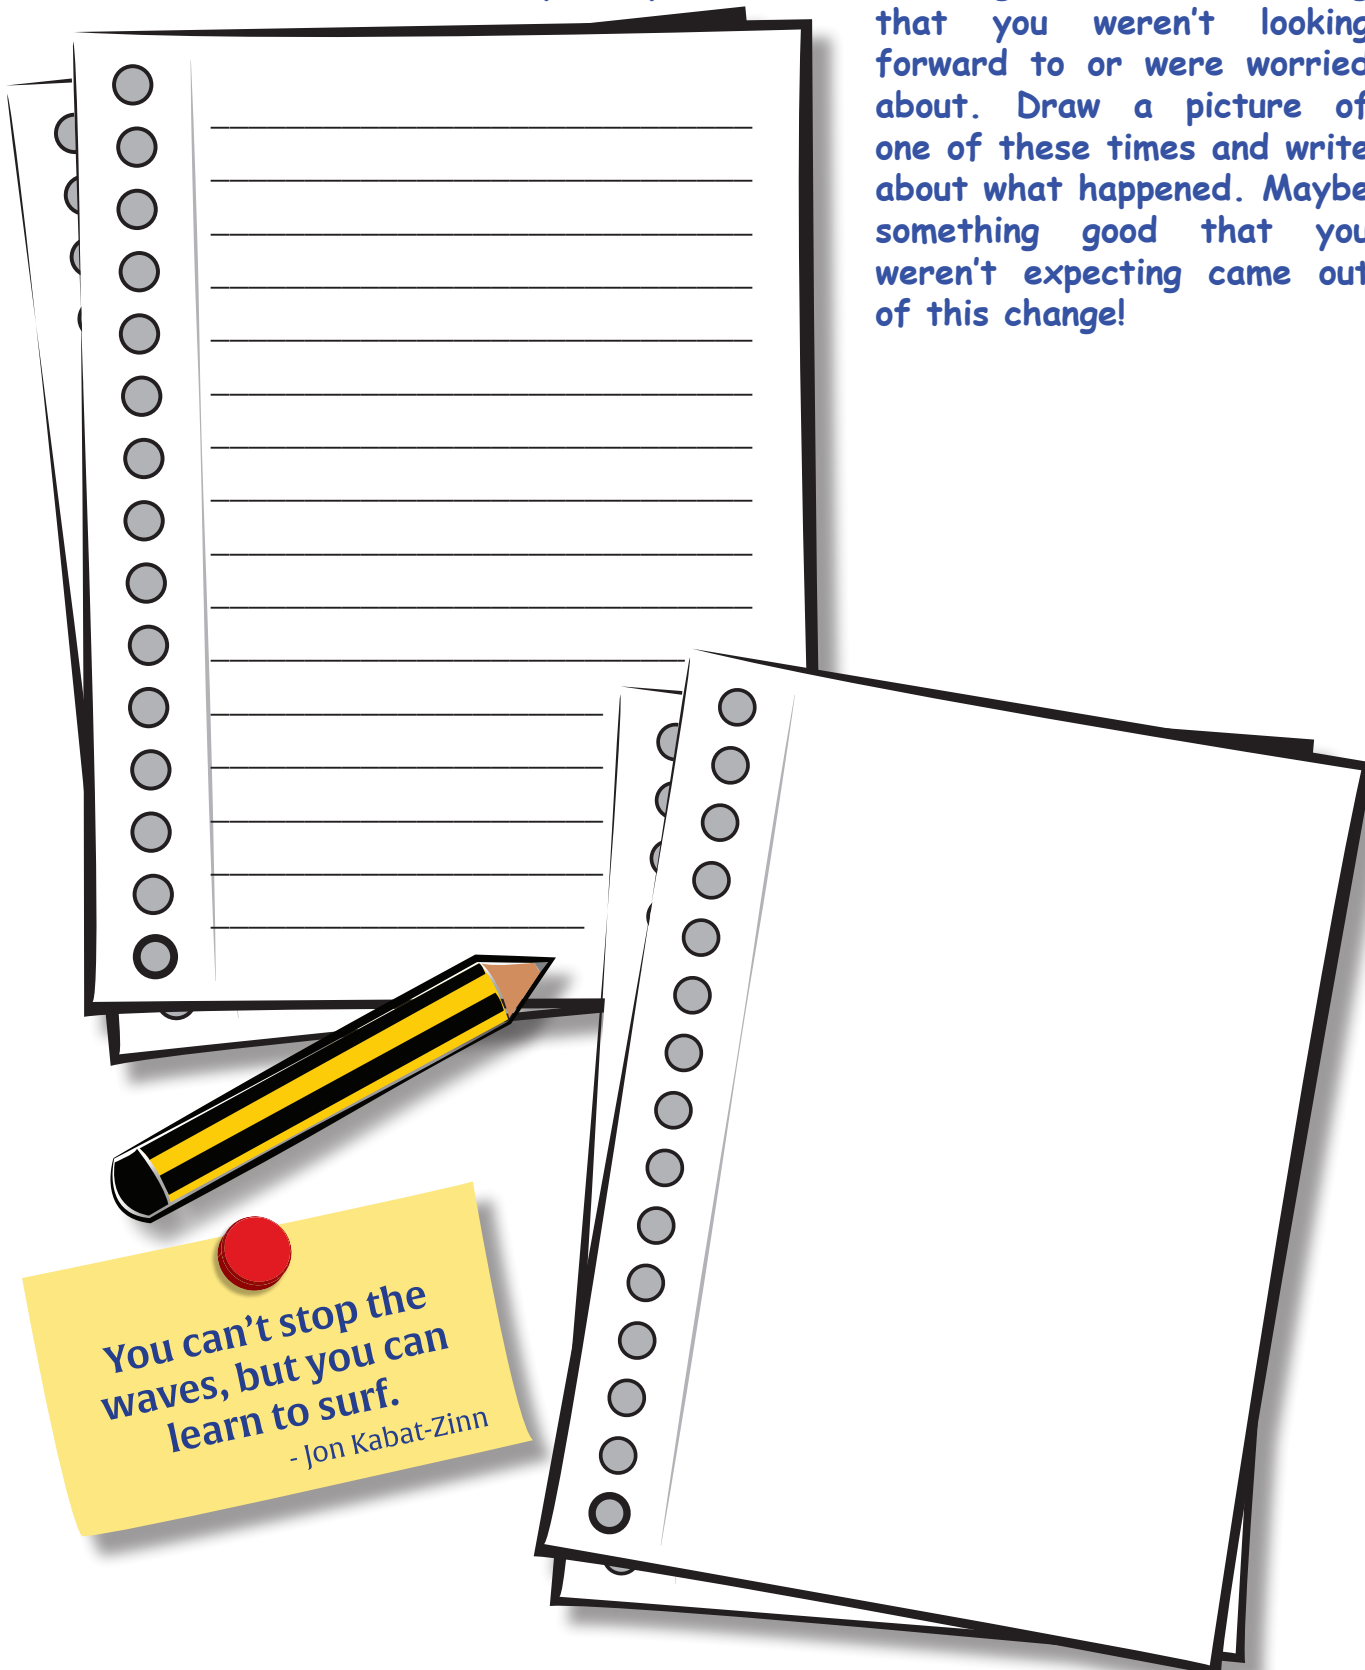 that you weren't looking
forward to or were worried
about. Draw a picture of
one of these times and write
about what happened. Maybe
something good that you
weren't expecting came out
of this change!
You can't stop the
waves, but you can
learn to surf.
- Jon Kabat-Zinn